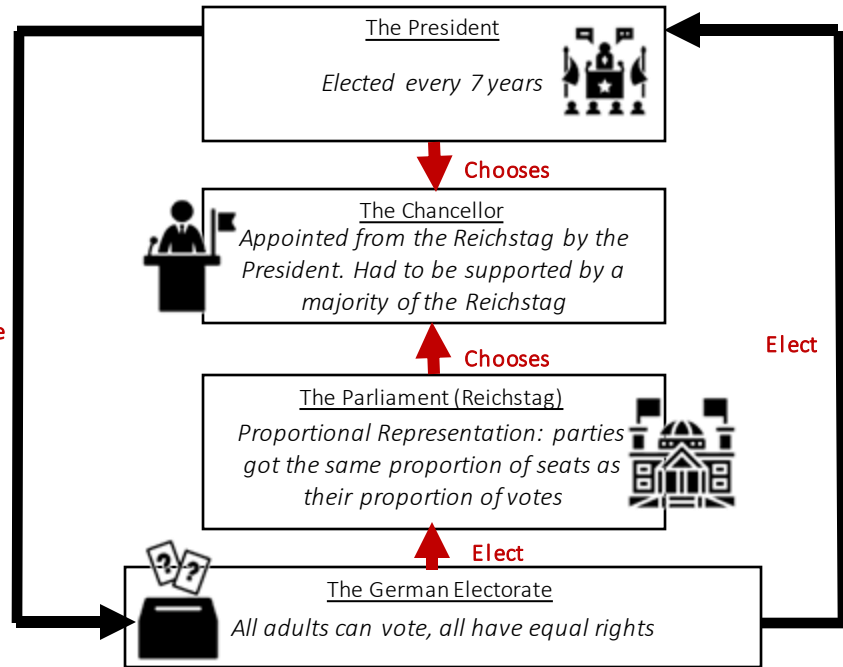 The President
Elected every 7 years
Chooses
The Chancellor
Appointed from the Reichstag by the
President. Had to be supported by a
majority of the Reichstag
Elect
Chooses
The Parliament (Reichstag)
Proportional Representation: parties
got the same proportion of seats as
their proportion of votes
Elect
The German Electorate
All adults can vote, all have equal rights
? ?